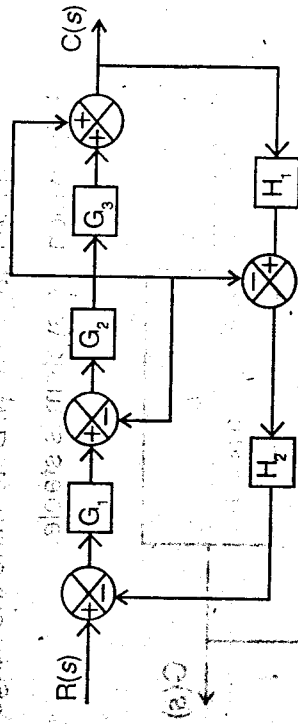 R(s)
+
−
G₁
+
−
G₂
G₃
+
+
C(s)
H₁
−
+
H₂
C(s)